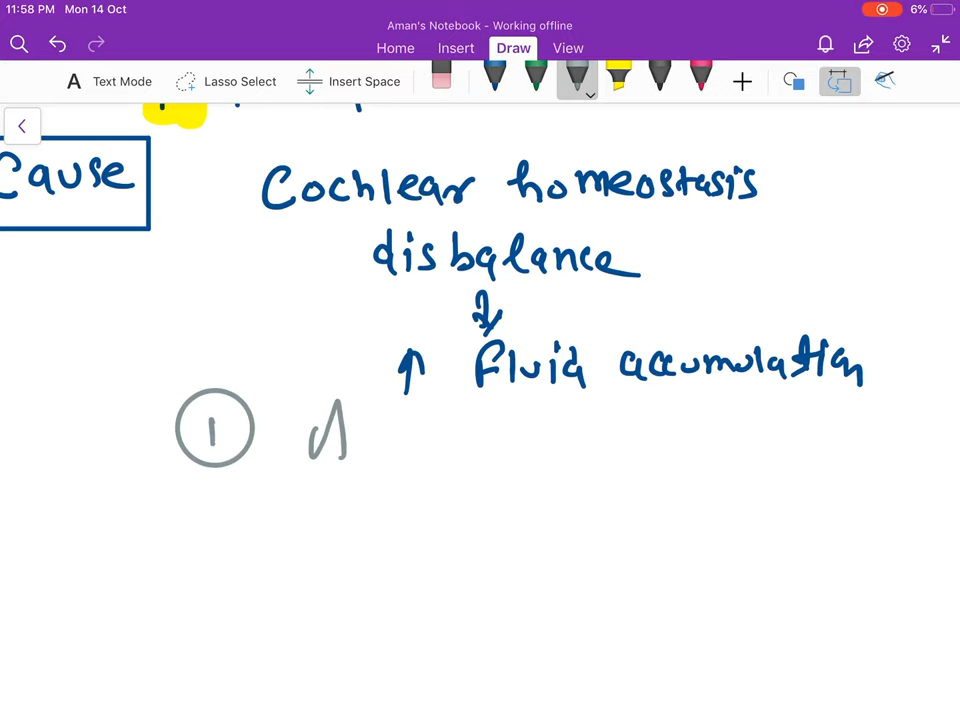 11:58 PM Mon 14 Oct 6%
Aman's Notebook - Working offline
Home Insert Draw View
Text Mode Lasso Select Insert Space
Cause
Cochlear homeostasis
disbalance
↓
↑ Fluid accumulation
1